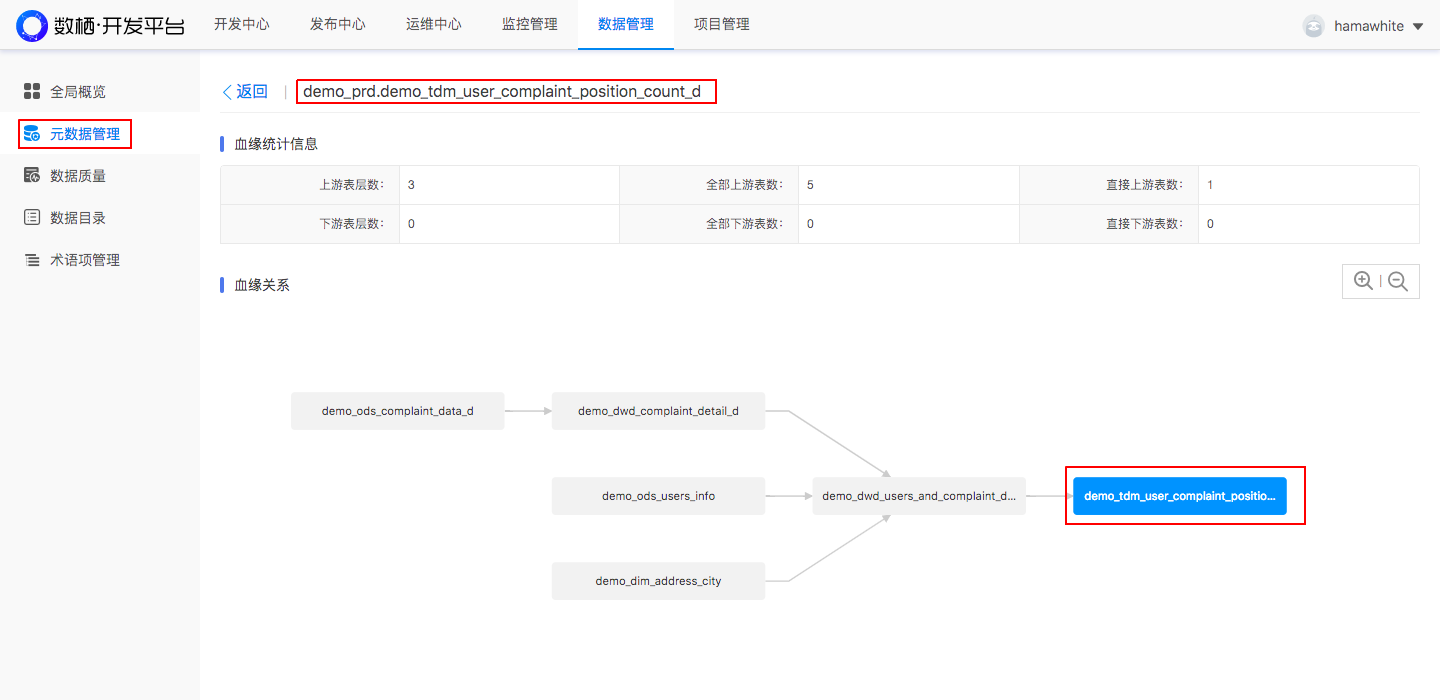 数栖·开发平台 开发中心 发布中心 运维中心 监控管理 数据管理 项目管理 hamawhite
全局概览
元数据管理
数据质量
数据目录
术语项管理
返回 | demo_prd.demo_tdm_user_complaint_position_count_d
血缘统计信息
上游表层数： 3 全部上游表数： 5 直接上游表数： 1
下游表层数： 0 全部下游表数： 0 直接下游表数： 0
血缘关系
demo_ods_complaint_data_d demo_dwd_complaint_detail_d
demo_ods_users_info demo_dwd_users_and_complaint_d... demo_tdm_user_complaint_positio...
demo_dim_address_city